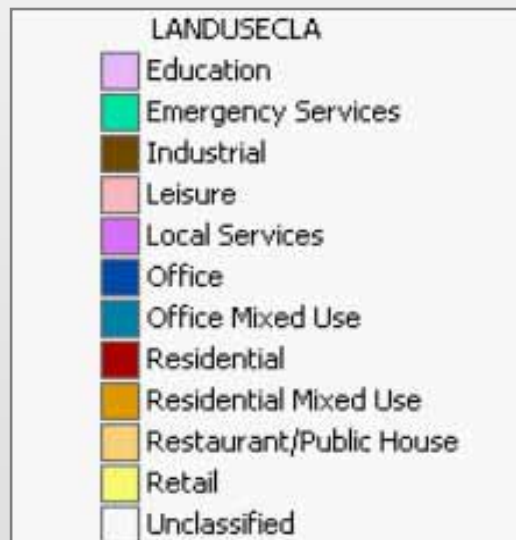 LANDUSECLA
Education
Emergency Services
Industrial
Leisure
Local Services
Office
Office Mixed Use
Residential
Residential Mixed Use
Restaurant/Public House
Retail
Unclassified